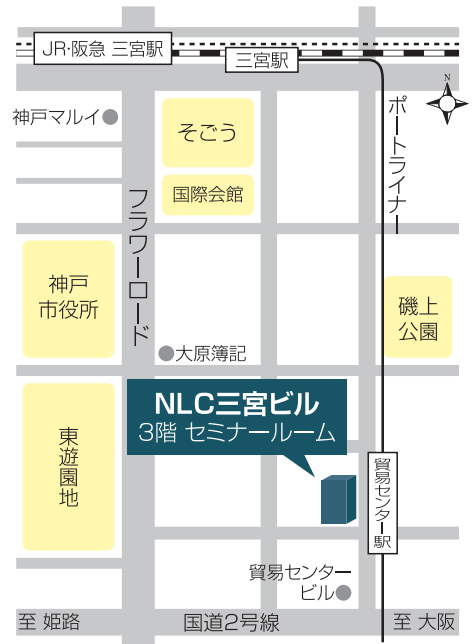 JR・阪急 三宮駅
三宮駅
N
神戸マルイ
そごう
ポートライナー
国際会館
フラワーロード
神戸
市役所
磯上
公園
大原簿記
NLC三宮ビル
3階 セミナールーム
東遊園地
貿易センター駅
貿易センター
ビル
至 姫路
国道2号線
至 大阪